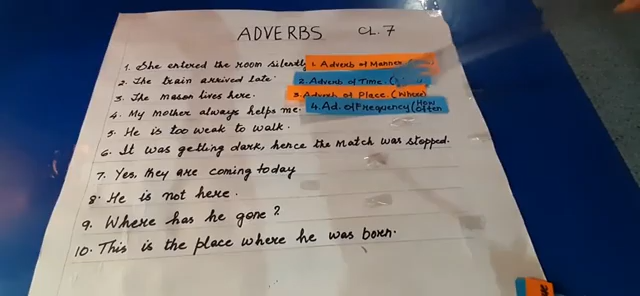 ADVERBS CL.7
1. She entered the room silently 1. Adverb of Manner
2. The train arrived late. 2. Adverb of Time. (
3. The mason lives here. 3. Adverb of Place. (Where)
4. My mother always helps me. 4. Ad. of Frequency (How often
5. He is too weak to walk.
6. It was getting dark, hence the match was stopped.
7. Yes, they are coming today
8. He is not here.
9. Where has he gone?
10. This is the place where he was born.